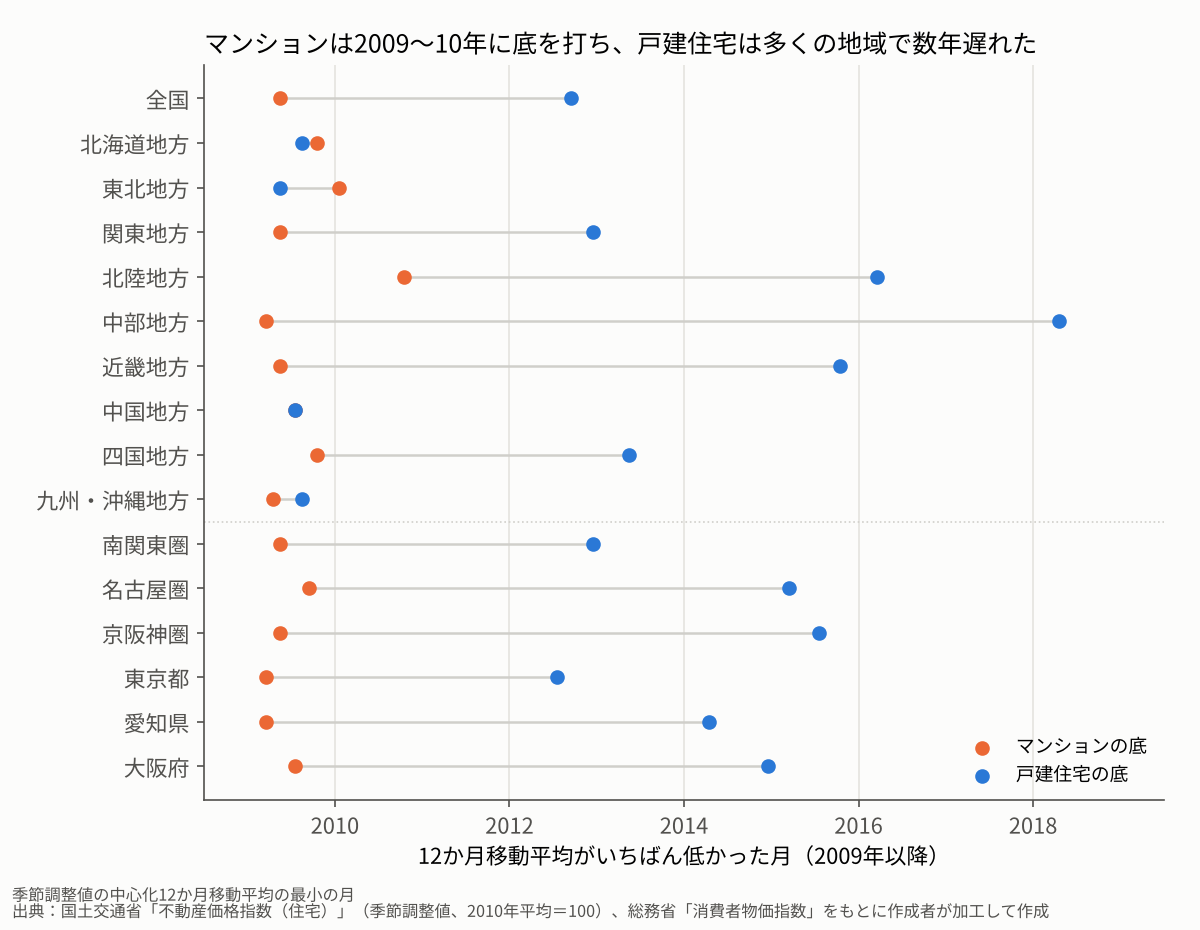 マンションは2009〜10年に底を打ち、戸建住宅は多くの地域で数年遅れた
全国
北海道地方
東北地方
関東地方
北陸地方
中部地方
近畿地方
中国地方
四国地方
九州・沖縄地方
南関東圏
名古屋圏
京阪神圏
東京都
愛知県
大阪府
マンションの底
戸建住宅の底
2010 2012 2014 2016 2018
12か月移動平均がいちばん低かった月（2009年以降）
季節調整値の中心化12か月移動平均の最小の月
出典：国土交通省「不動産価格指数（住宅）」（季節調整値、2010年平均＝100）、総務省「消費者物価指数」をもとに作成者が加工して作成